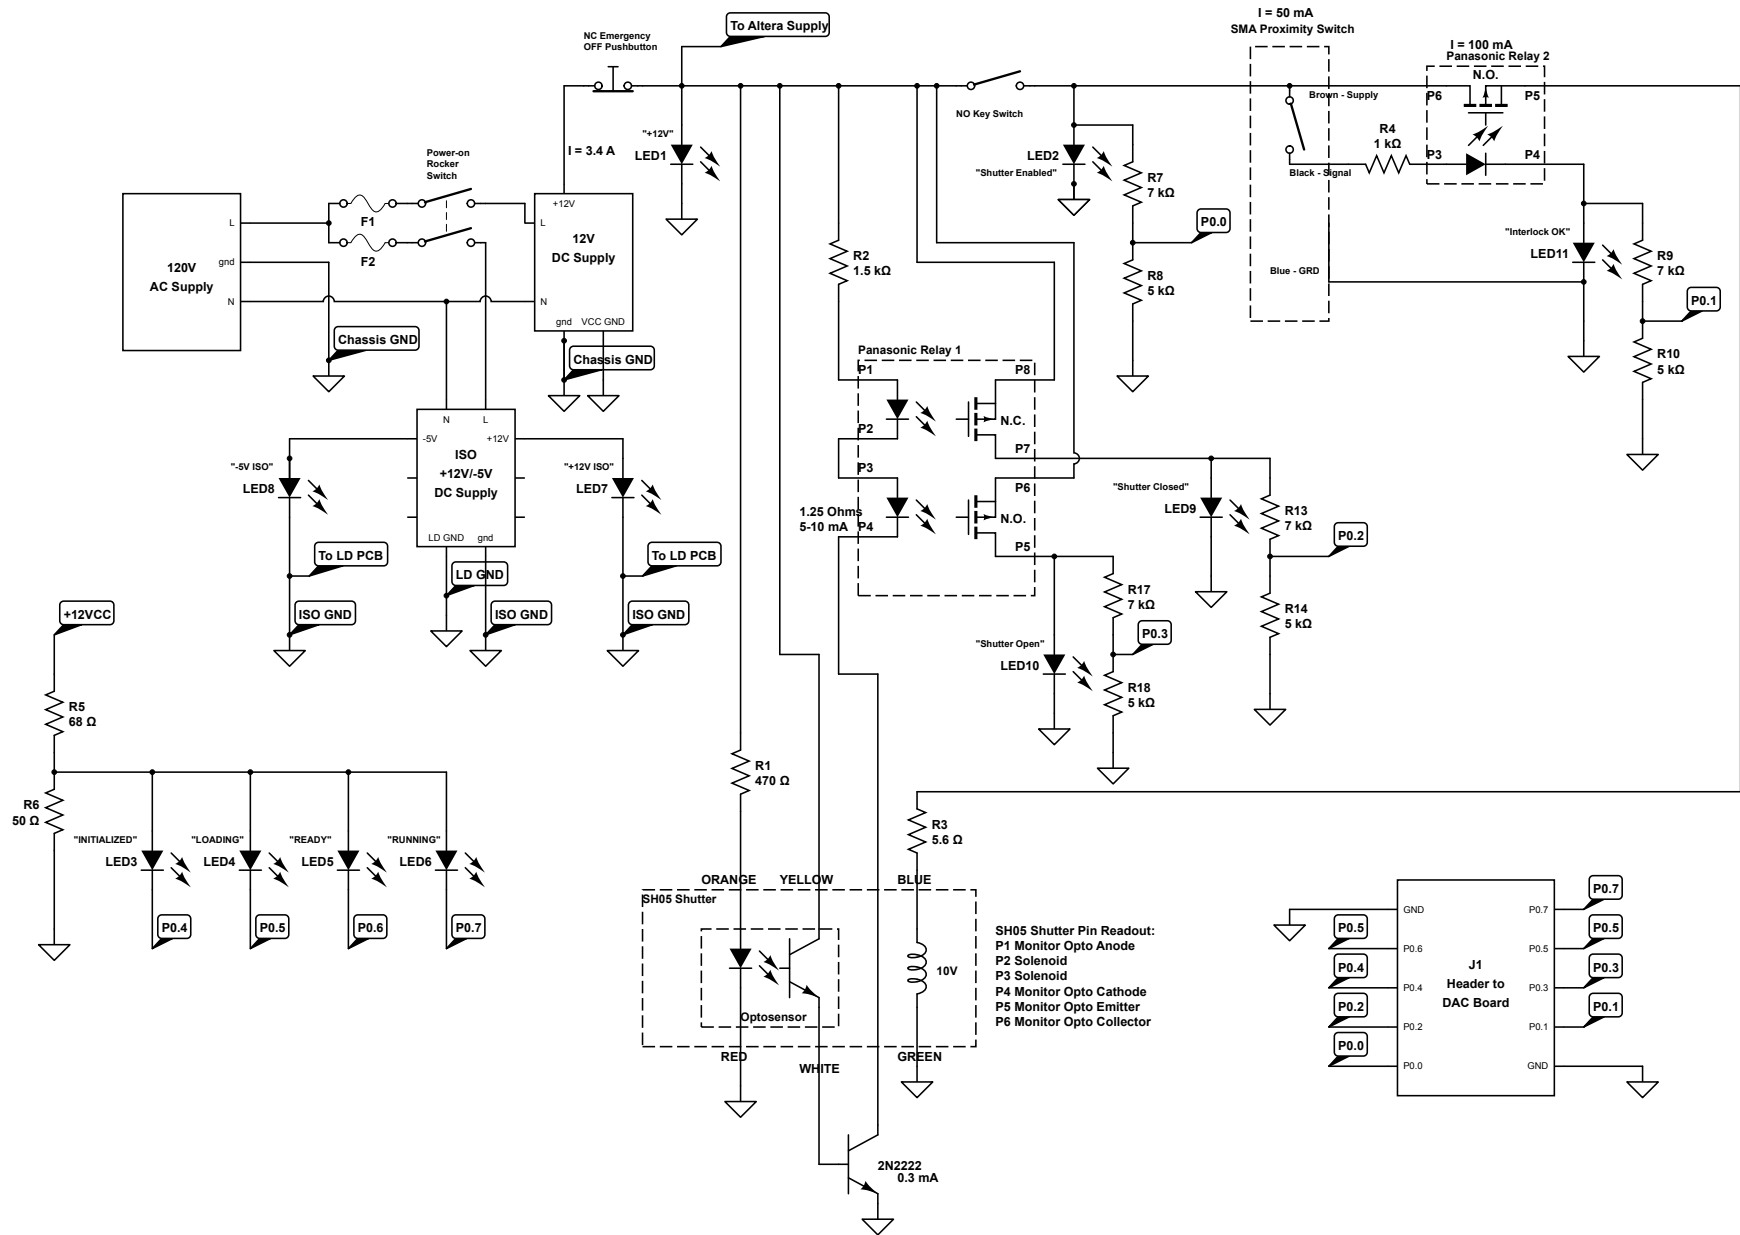 I = 50 mA
SMA Proximity Switch
To Altera Supply
NC Emergency
OFF Pushbutton
I = 100 mA
Panasonic Relay 2
N.O.
P6
P5
Brown - Supply
NO Key Switch
"+12V"
LED1
I = 3.4 A
R4
1 kΩ
P3
P4
Black - Signal
LED2
"Shutter Enabled"
R7
7 kΩ
P0.0
R8
5 kΩ
Power-on
Rocker
Switch
120V
AC Supply
L
gnd
N
F1
F2
+12V
L
12V
DC Supply
N
gnd
VCC GND
Chassis GND
Chassis GND
R2
1.5 kΩ
Blue - GRD
"Interlock OK"
LED11
R9
7 kΩ
P0.1
R10
5 kΩ
Panasonic Relay 1
P1
P8
N.C.
P2
P7
P3
P6
N.O.
1.25 Ohms
5-10 mA
P4
P5
N
L
-5V
+12V
ISO
+12V/-5V
DC Supply
LD GND
gnd
"-5V ISO"
LED8
"+12V ISO"
LED7
To LD PCB
To LD PCB
LD GND
ISO GND
ISO GND
ISO GND
"Shutter Closed"
LED9
R13
7 kΩ
P0.2
R14
5 kΩ
R17
7 kΩ
P0.3
"Shutter Open"
LED10
R18
5 kΩ
+12VCC
R5
68 Ω
R6
50 Ω
"INITIALIZED"
LED3
"LOADING"
LED4
"READY"
LED5
"RUNNING"
LED6
P0.4
P0.5
P0.6
P0.7
R1
470 Ω
R3
5.6 Ω
ORANGE
YELLOW
BLUE
SH05 Shutter
Optosensor
10V
RED
WHITE
GREEN
SH05 Shutter Pin Readout:
P1 Monitor Opto Anode
P2 Solenoid
P3 Solenoid
P4 Monitor Opto Cathode
P5 Monitor Opto Emitter
P6 Monitor Opto Collector
2N2222
0.3 mA
J1
Header to
DAC Board
GND
P0.7
P0.7
P0.5
P0.6
P0.5
P0.5
P0.4
P0.4
P0.3
P0.3
P0.2
P0.2
P0.1
P0.1
P0.0
P0.0
GND